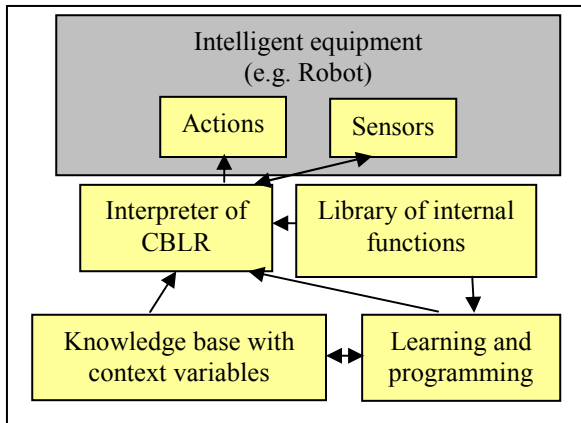 Intelligent equipment
(e.g. Robot)
Actions
Sensors
Interpreter of
CBLR
Library of internal
functions
Knowledge base with
context variables
Learning and
programming